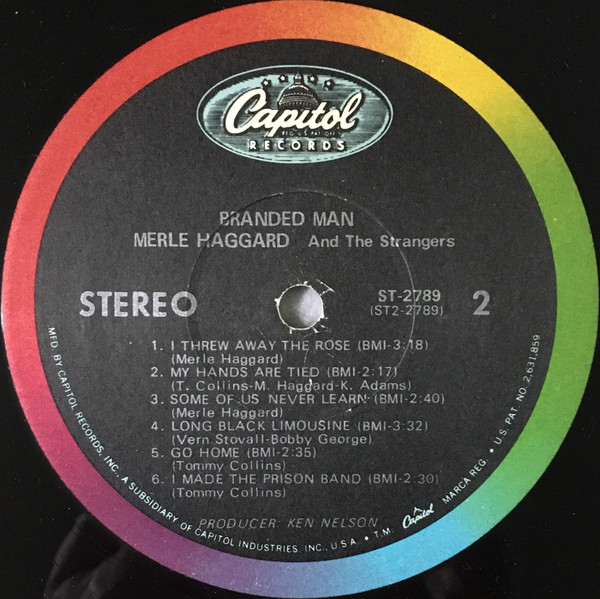 Capitol
REG. U.S. PAT. OFF.
RECORDS
BRANDED MAN
MERLE HAGGARD And The Strangers
STEREO
ST-2789
(ST2-2789)
2
1. I THREW AWAY THE ROSE (BMI-3:18)
(Merle Haggard)
2. MY HANDS ARE TIED (BMI-2:17)
(T. Collins-M. Haggard-K. Adams)
3. SOME OF US NEVER LEARN (BMI-2:40)
(Merle Haggard)
4. LONG BLACK LIMOUSINE (BMI-3:32)
(Vern Stovall-Bobby George)
5. GO HOME (BMI-2:35)
(Tommy Collins)
6. I MADE THE PRISON BAND (BMI-2:30)
(Tommy Collins)
PRODUCER: KEN NELSON
MFD. BY CAPITOL RECORDS, INC., A SUBSIDIARY OF CAPITOL INDUSTRIES, INC., U.S.A. • T.M. Capitol MARCA REG. • U.S. PAT. NO. 2,631,859